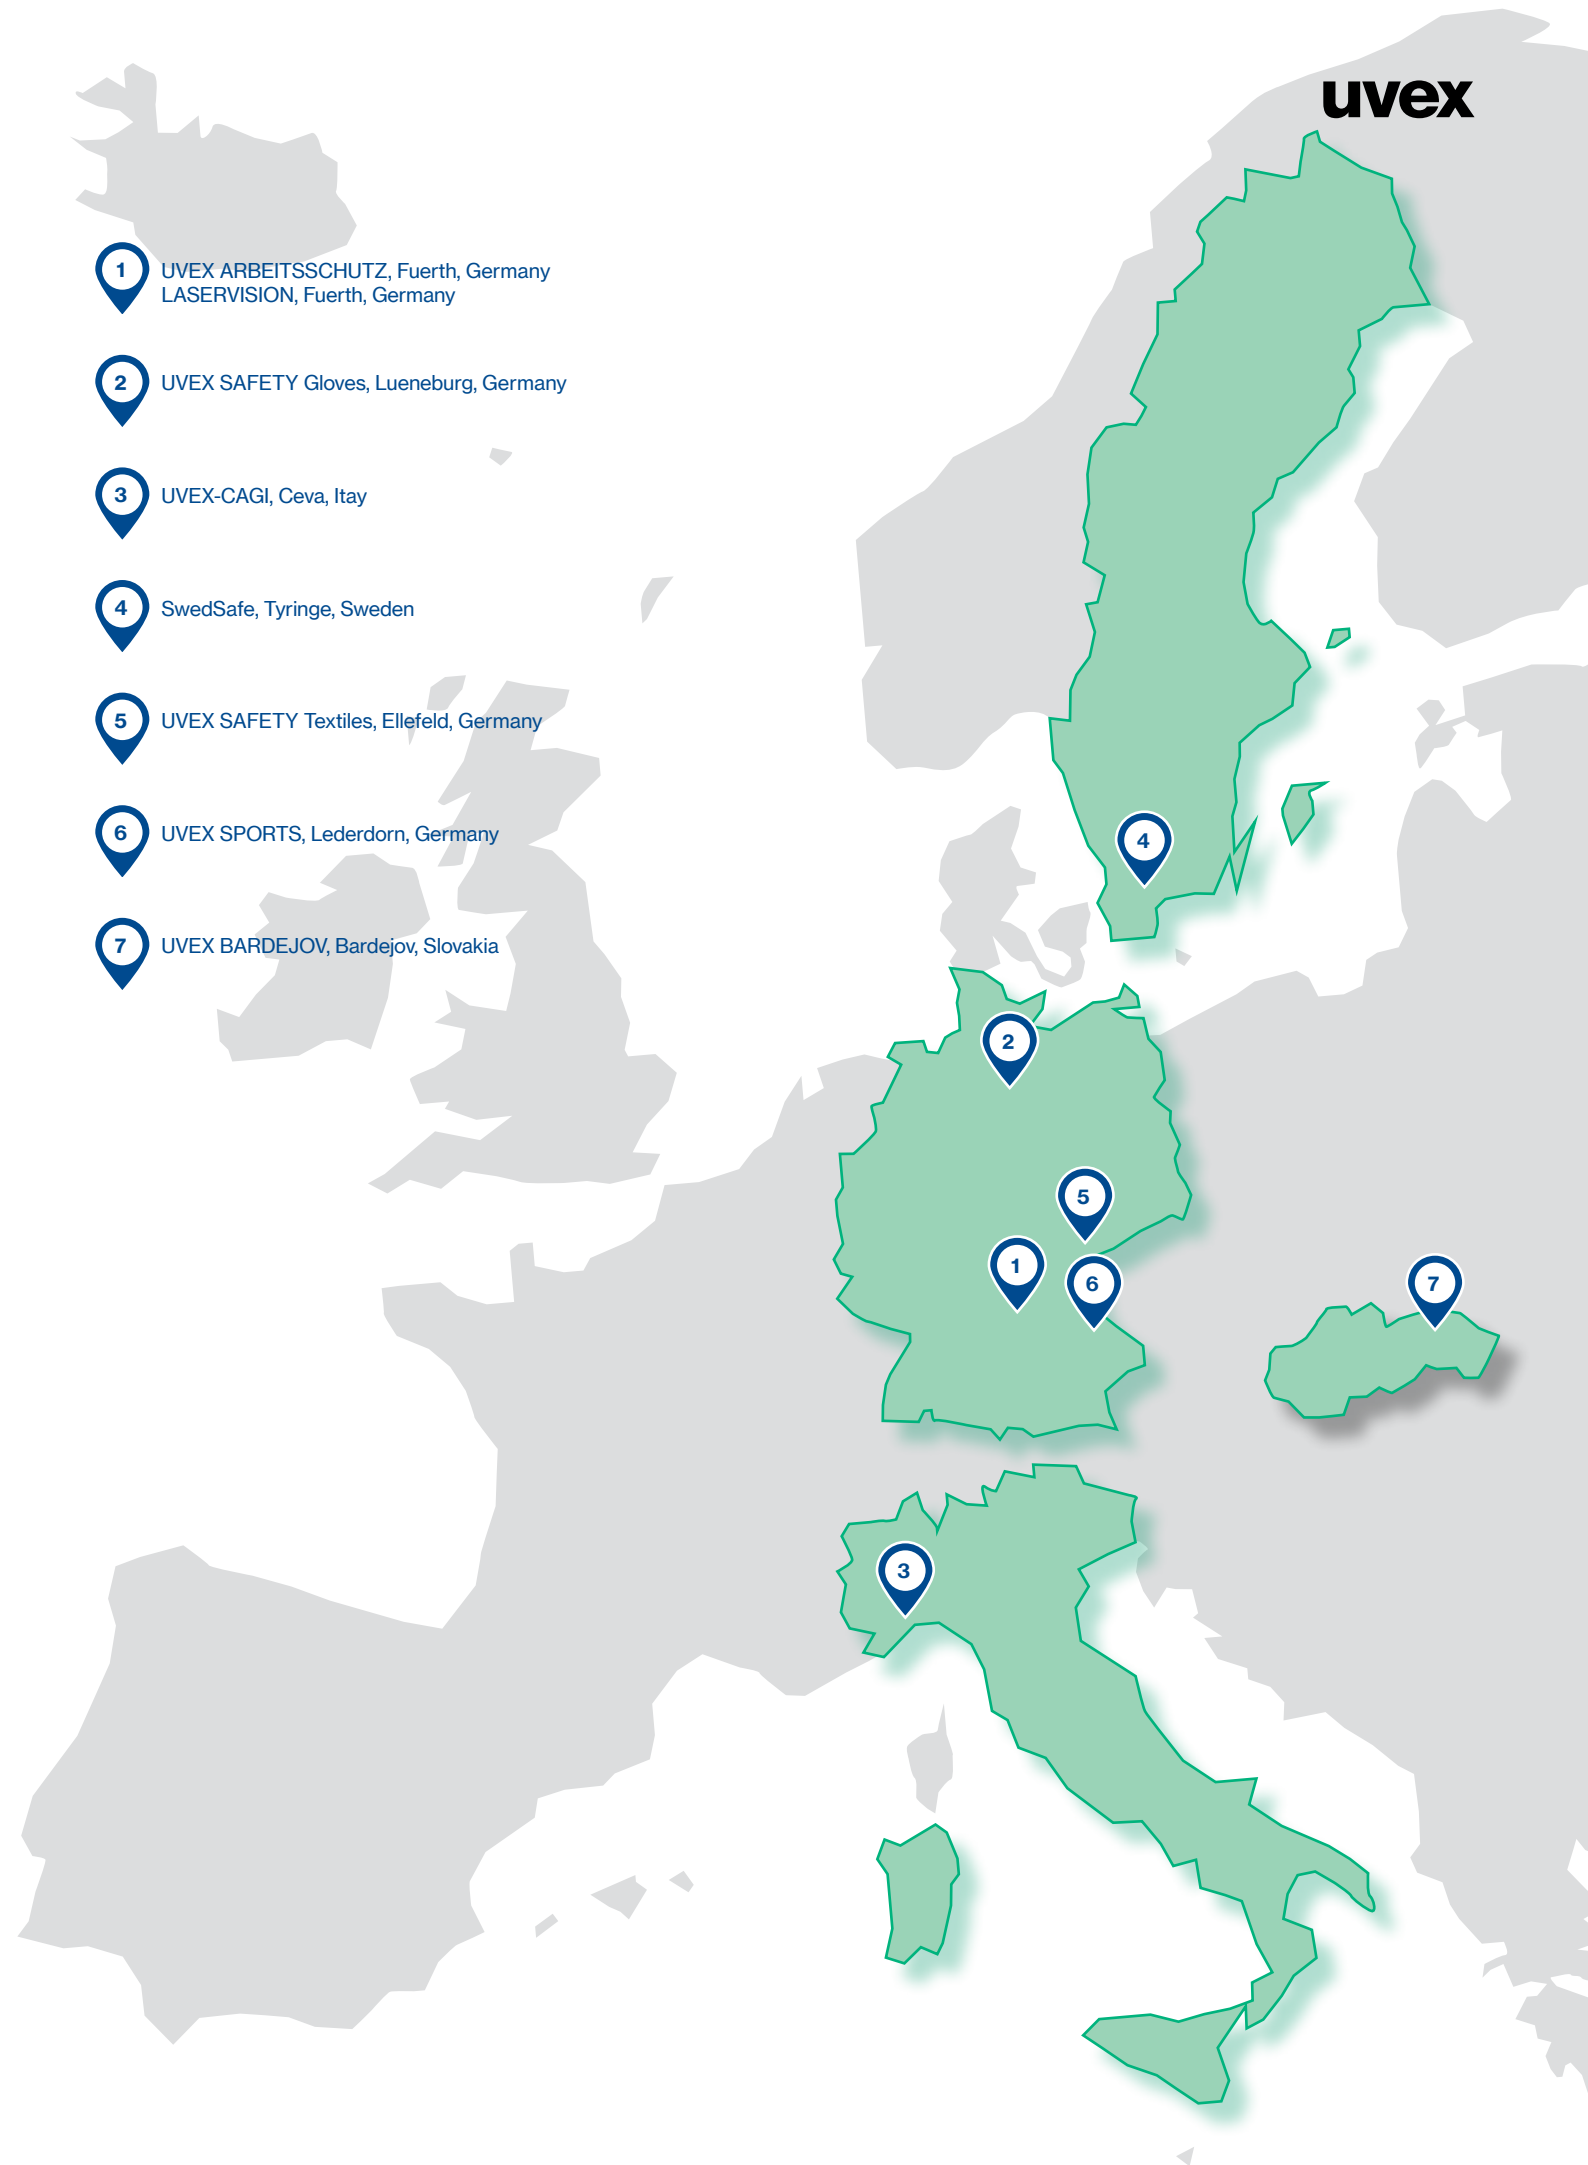 uvex
1
UVEX ARBEITSSCHUTZ, Fuerth, Germany
LASERVISION, Fuerth, Germany
2
UVEX SAFETY Gloves, Lueneburg, Germany
3
UVEX-CAGI, Ceva, Itay
4
SwedSafe, Tyringe, Sweden
5
UVEX SAFETY Textiles, Ellefeld, Germany
6
UVEX SPORTS, Lederdorn, Germany
7
UVEX BARDEJOV, Bardejov, Slovakia
4
2
5
1
6
7
3